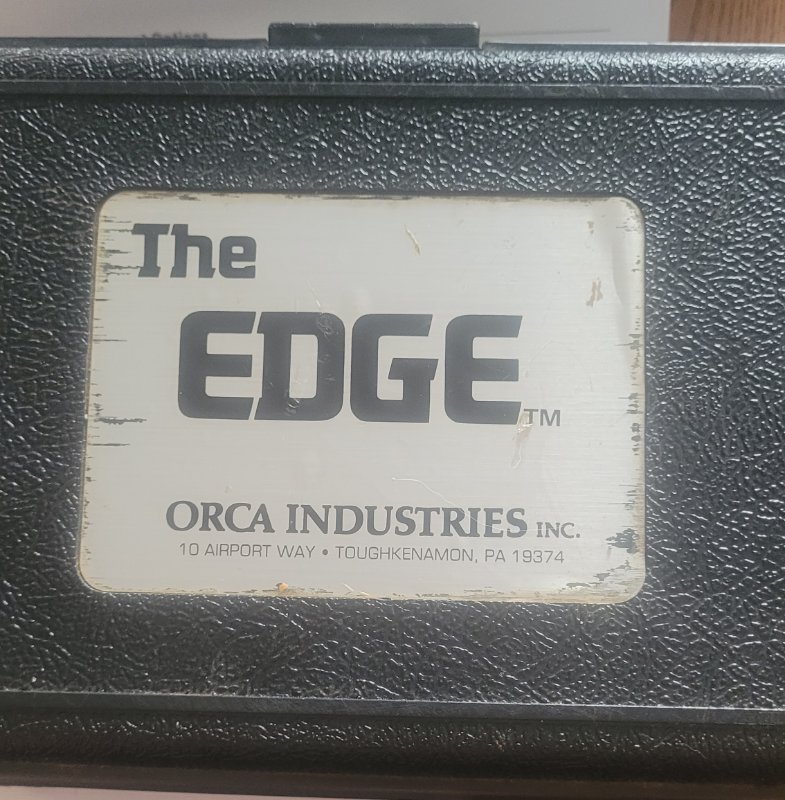 The
EDGE™
ORCA INDUSTRIES INC.
10 AIRPORT WAY • TOUGHKENAMON, PA 19374